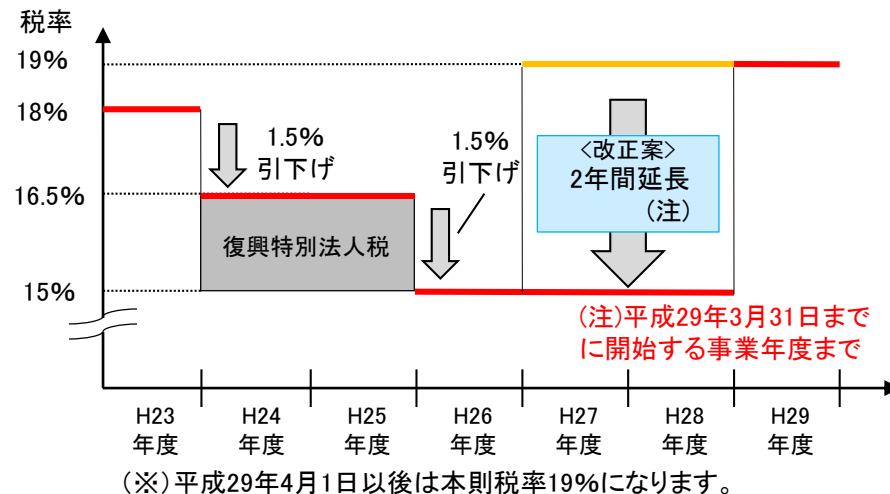 税率
19%
18%
16.5%
15%
1.5%
引下げ
復興特別法人税
1.5%
引下げ
<改正案>
2年間延長
(注)
(注)平成29年3月31日まで
に開始する事業年度まで
H23
年度
H24
年度
H25
年度
H26
年度
H27
年度
H28
年度
H29
年度
(※)平成29年4月1日以後は本則税率19%になります。